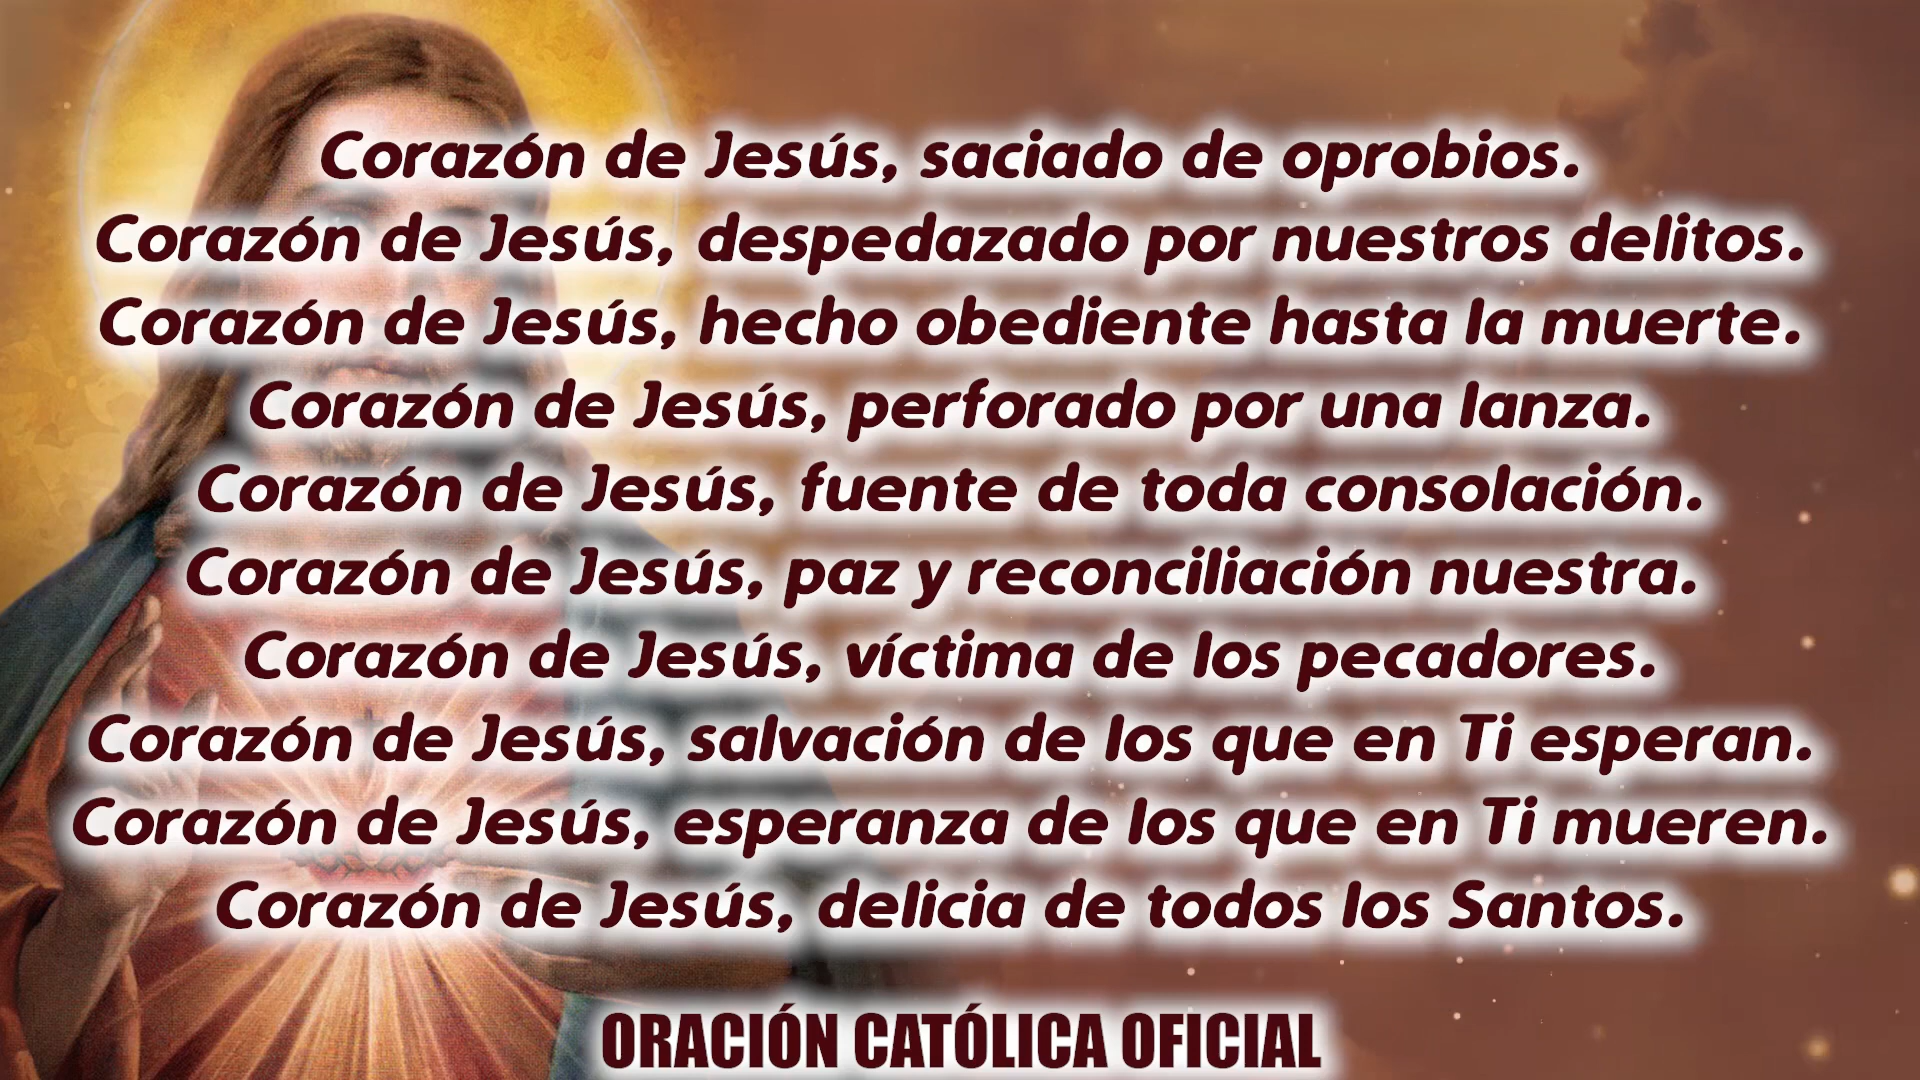 Corazón de Jesús, saciado de oprobios.
Corazón de Jesús, despedazado por nuestros delitos.
Corazón de Jesús, hecho obediente hasta la muerte.
Corazón de Jesús, perforado por una lanza.
Corazón de Jesús, fuente de toda consolación.
Corazón de Jesús, paz y reconciliación nuestra.
Corazón de Jesús, víctima de los pecadores.
Corazón de Jesús, salvación de los que en Ti esperan.
Corazón de Jesús, esperanza de los que en Ti mueren.
Corazón de Jesús, delicia de todos los Santos.
ORACIÓN CATÓLICA OFICIAL